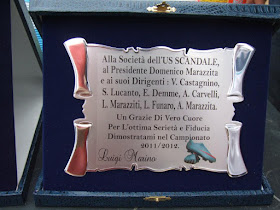 Alla Società dell'US SCANDALE,
al Presidente Domenico Marazzita
e ai suoi Dirigenti : V. Castagnino,
S. Lucanto, E. Demme, A. Carvelli,
L. Marazziti, L. Funaro, A. Marazzita.
Un Grazie Di Vero Cuore
Per L'ottima Serietà e Fiducia
Dimostratami nel Campionato
2011/2012.
Luigi Marino